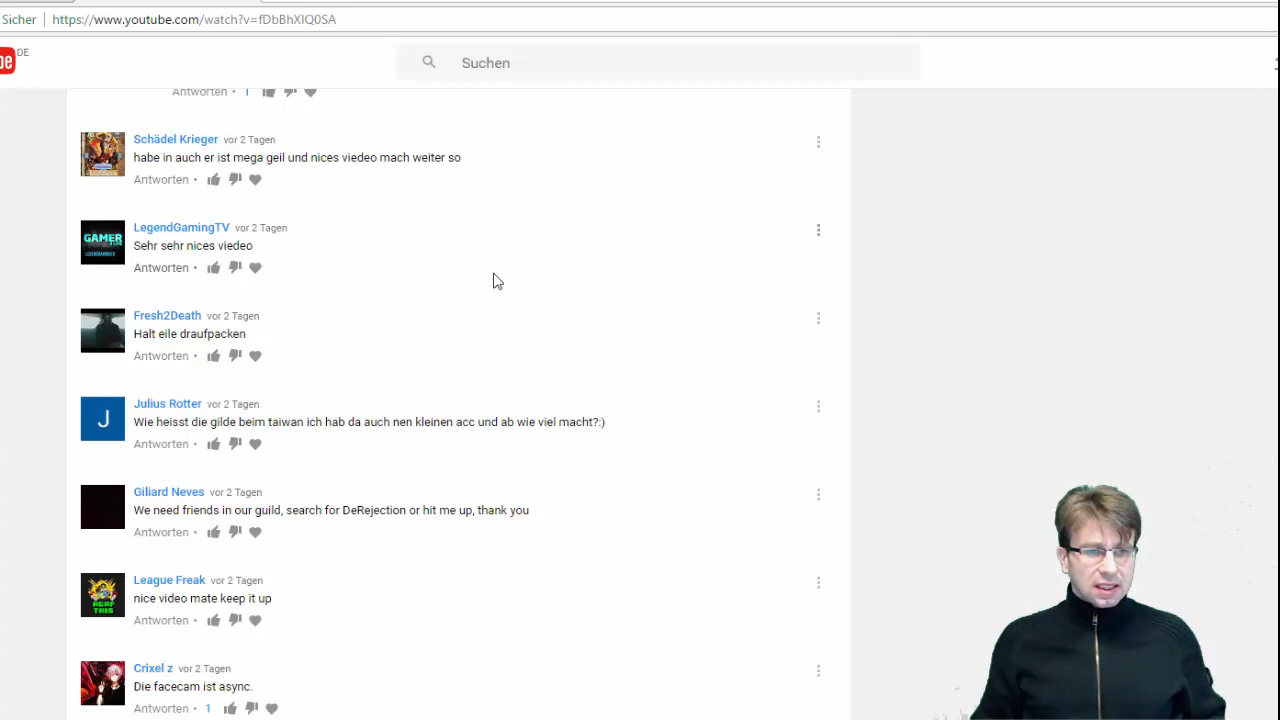 Sicher https://www.youtube.com/watch?v=fDbBhXIQ0SA
be DE Suchen
Antworten • 1
Schädel Krieger vor 2 Tagen
habe in auch er ist mega geil und nices viedeo mach weiter so
Antworten •
GAMER
LegendGamingTV vor 2 Tagen
Sehr sehr nices viedeo
Antworten •
Fresh2Death vor 2 Tagen
Halt eile draufpacken
Antworten •
J
Julius Rotter vor 2 Tagen
Wie heisst die gilde beim taiwan ich hab da auch nen kleinen acc und ab wie viel macht?:)
Antworten •
Giliard Neves vor 2 Tagen
We need friends in our guild, search for DeRejection or hit me up, thank you
Antworten •
League Freak vor 2 Tagen
nice video mate keep it up
Antworten •
Crixel z vor 2 Tagen
Die facecam ist async.
Antworten • 1